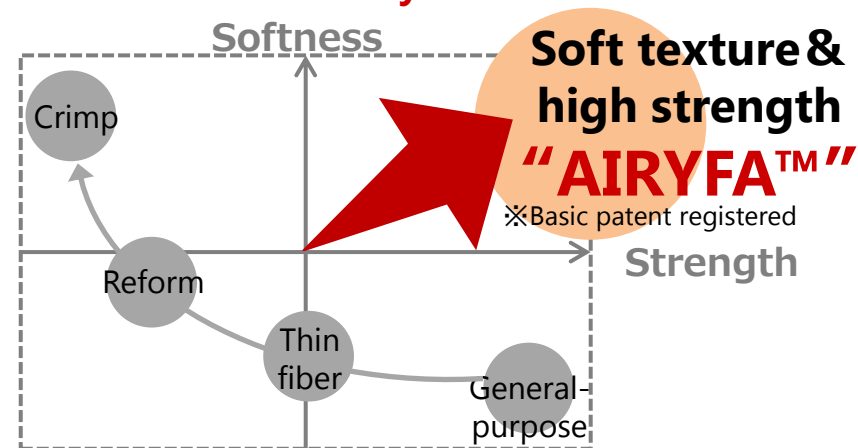 Softness
Soft texture&
high strength
“AIRYFA™”
※Basic patent registered
Strength
Crimp
Reform
Thin
fiber
General-
purpose